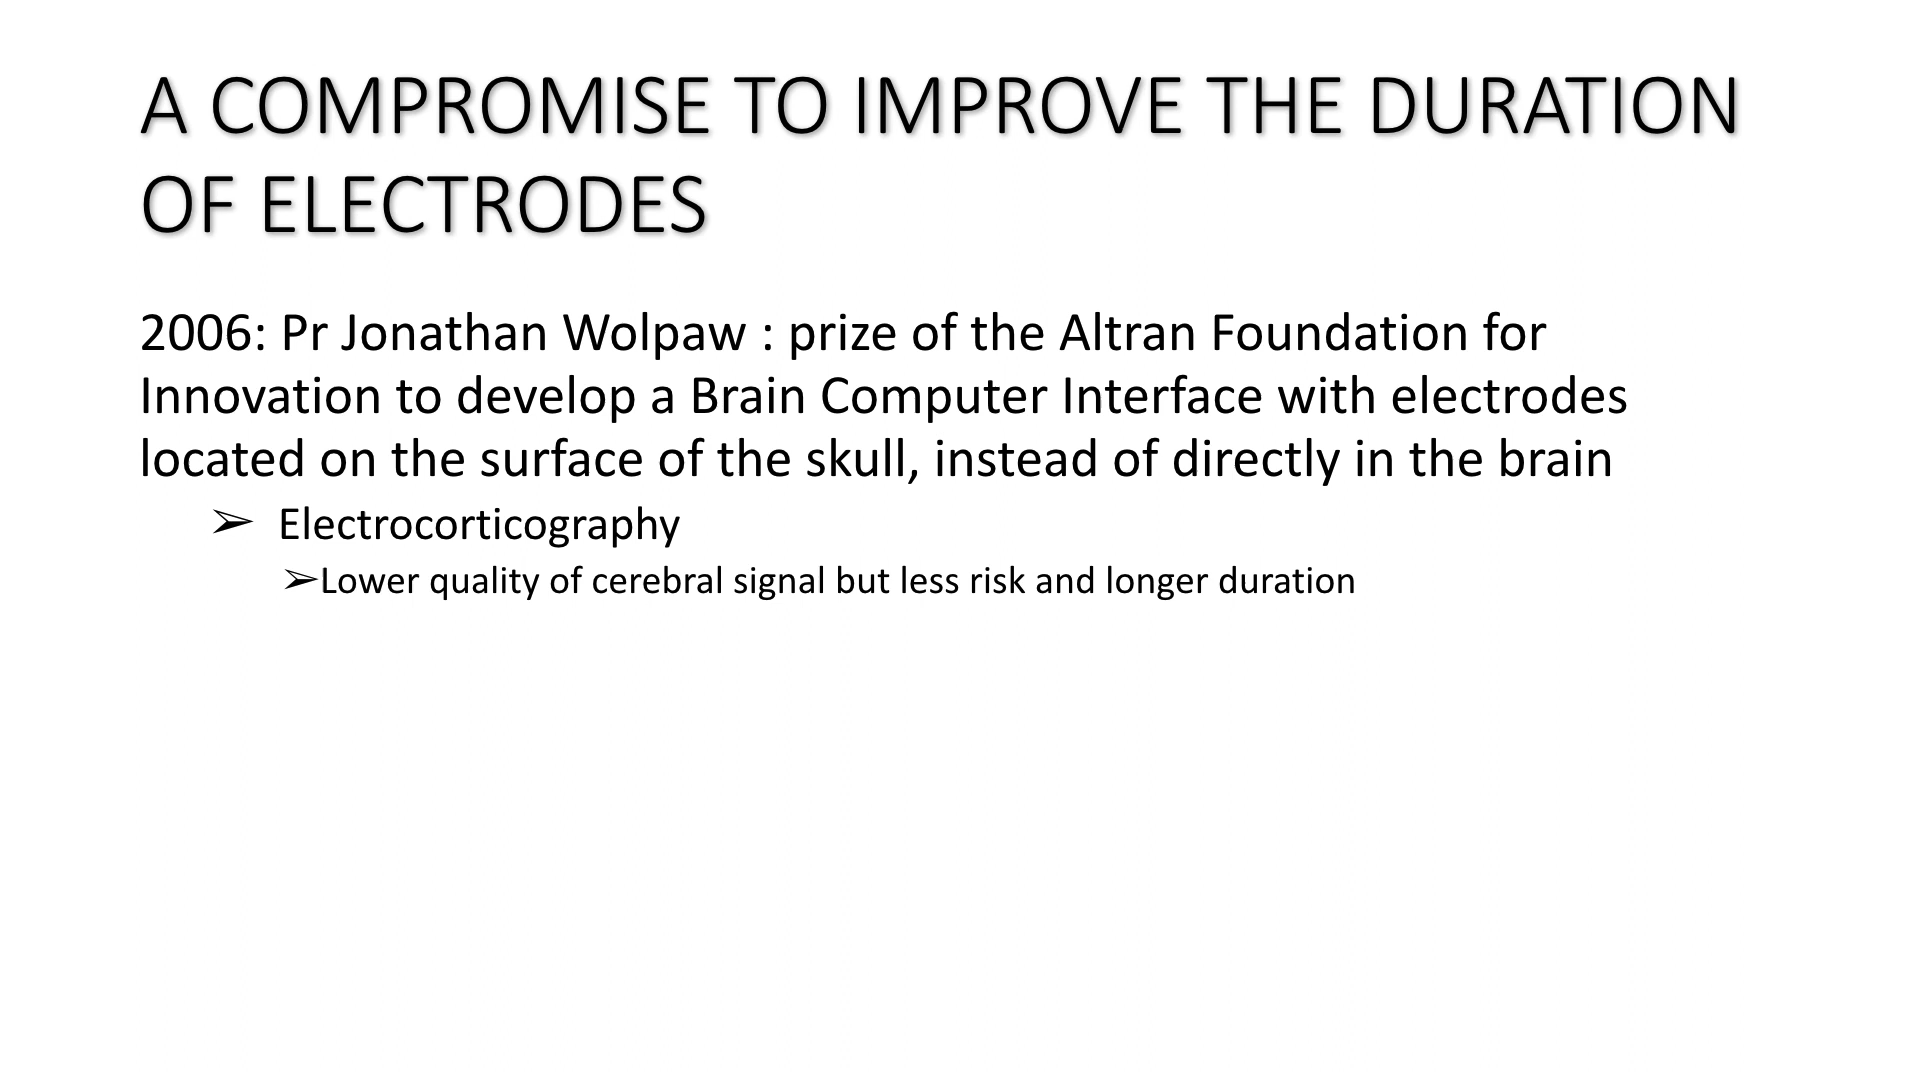 A COMPROMISE TO IMPROVE THE DURATION
OF ELECTRODES
2006: Pr Jonathan Wolpaw : prize of the Altran Foundation for
Innovation to develop a Brain Computer Interface with electrodes
located on the surface of the skull, instead of directly in the brain
➢ Electrocorticography
➢Lower quality of cerebral signal but less risk and longer duration